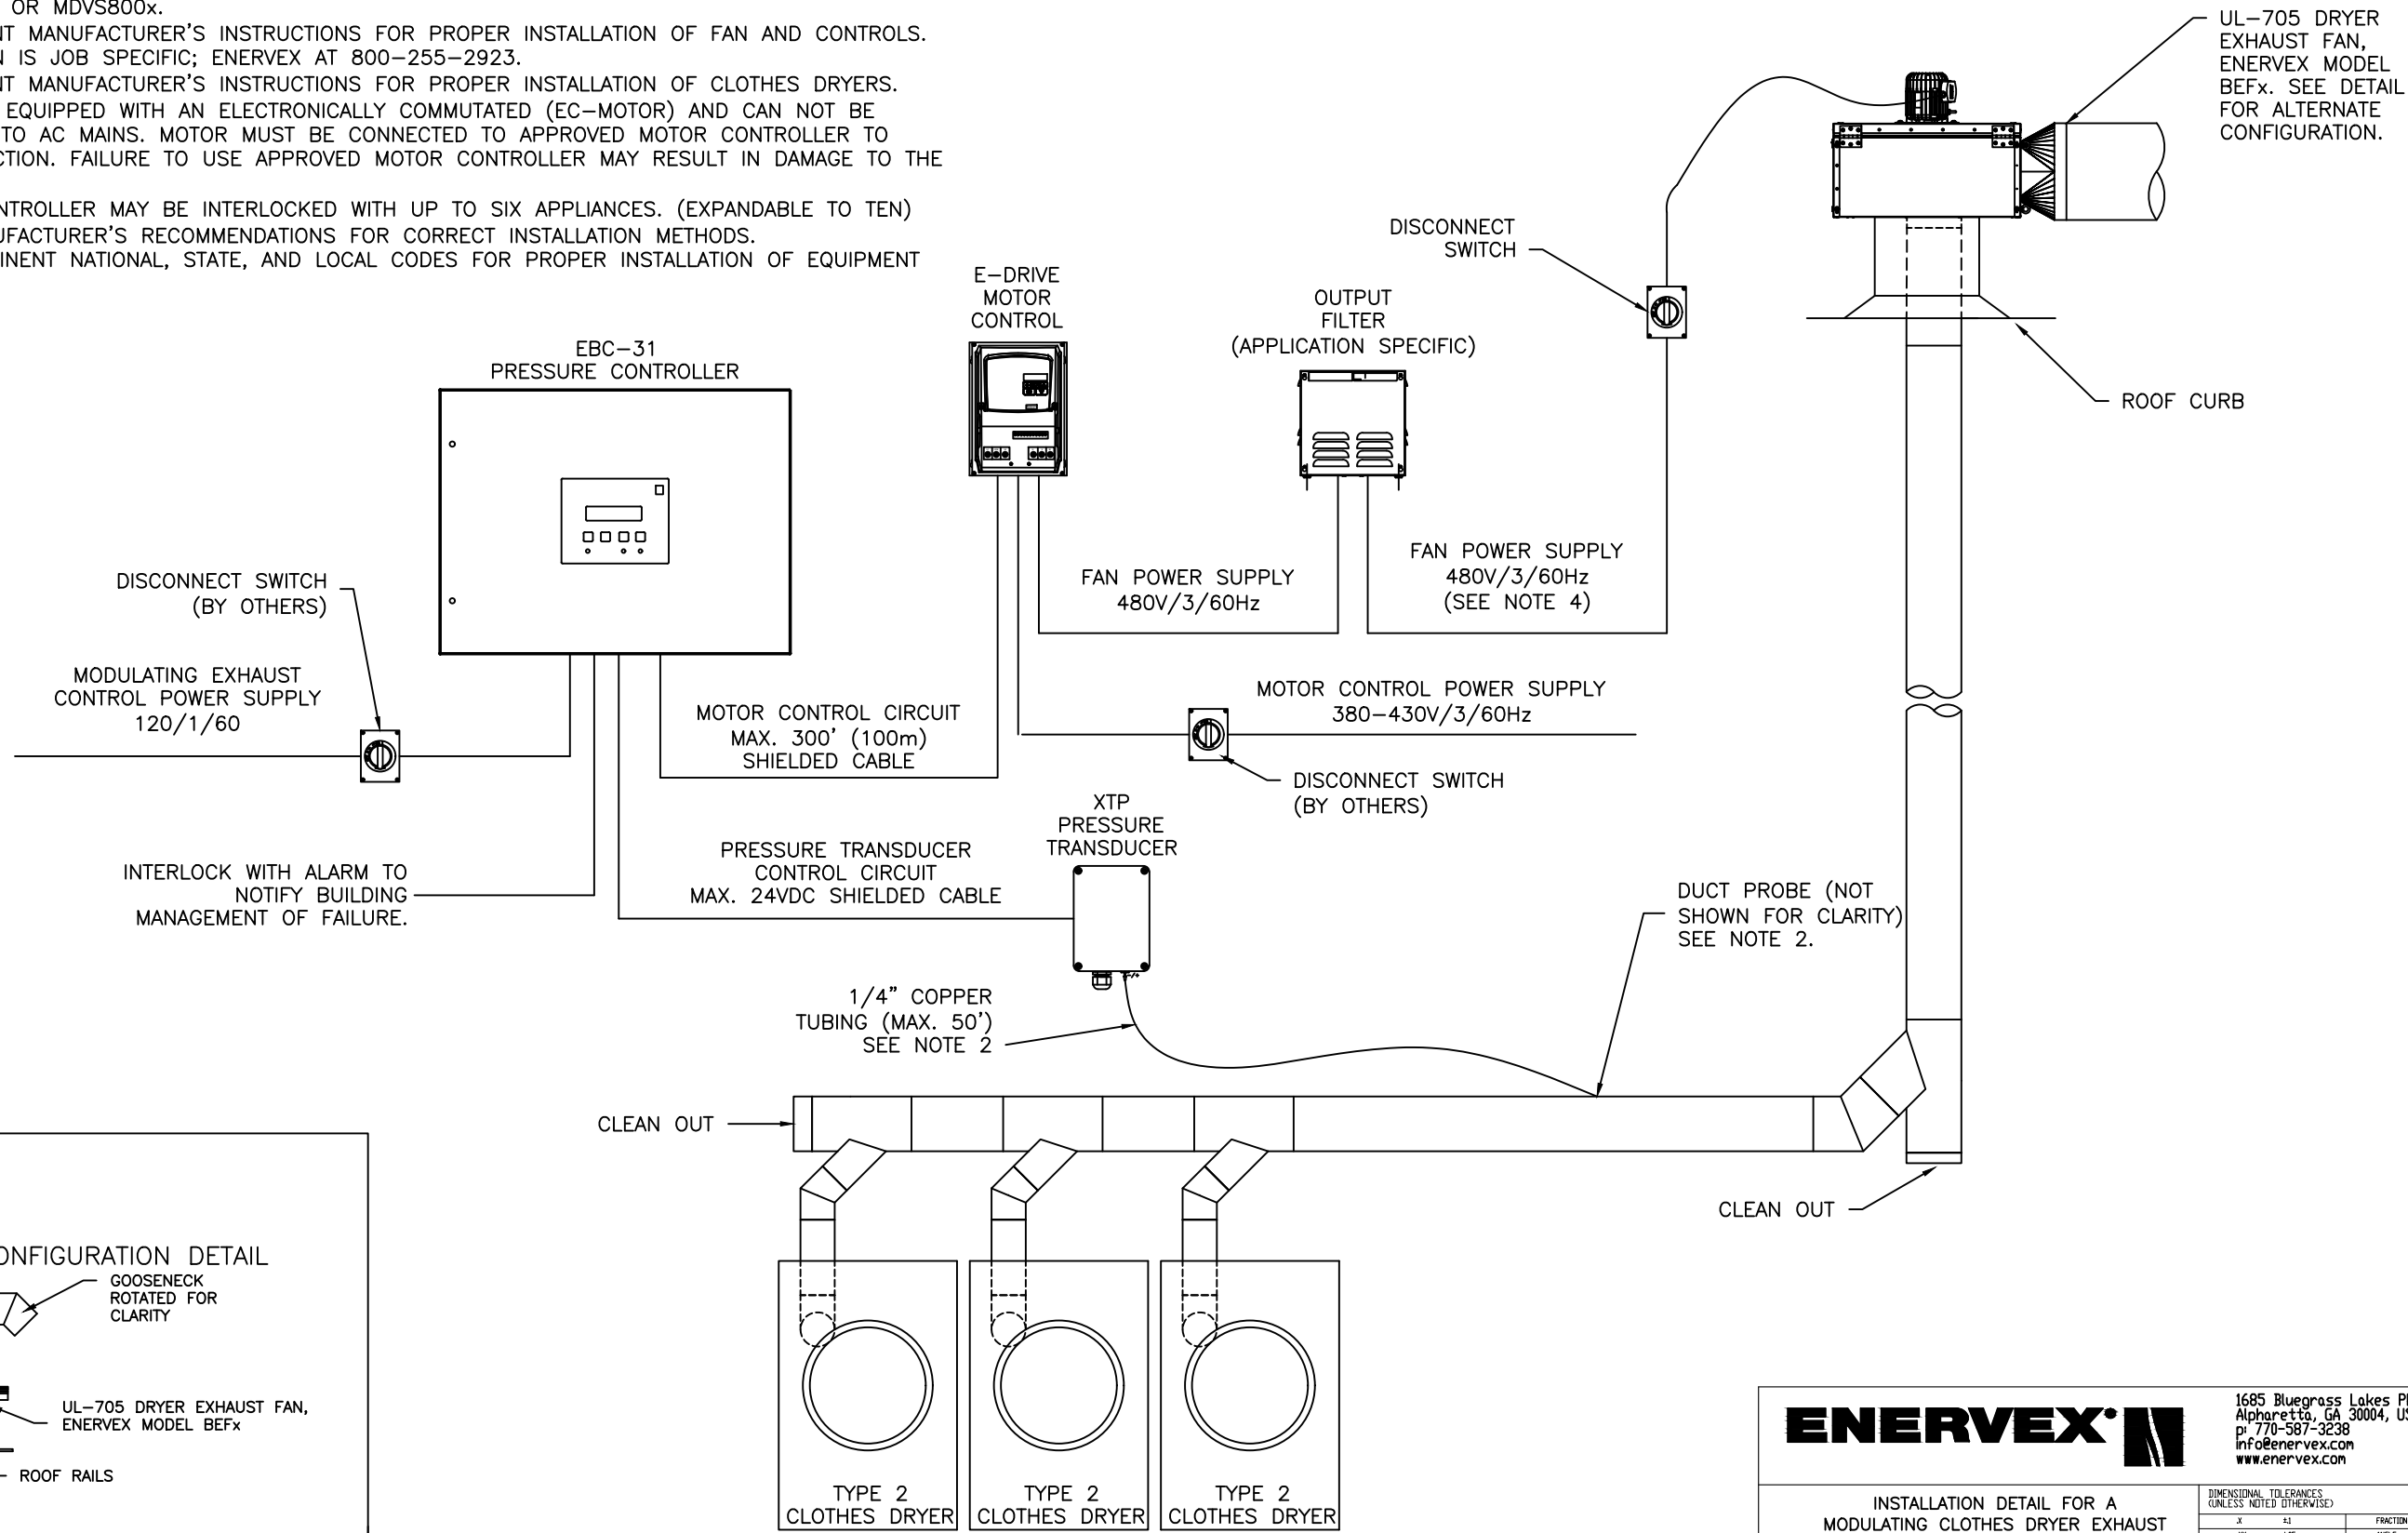 OR MDVS800x.
NT MANUFACTURER'S INSTRUCTIONS FOR PROPER INSTALLATION OF FAN AND CONTROLS.
N IS JOB SPECIFIC; ENERVEX AT 800-255-2923.
NT MANUFACTURER'S INSTRUCTIONS FOR PROPER INSTALLATION OF CLOTHES DRYERS.
EQUIPPED WITH AN ELECTRONICALLY COMMUTATED (EC-MOTOR) AND CAN NOT BE
TO AC MAINS. MOTOR MUST BE CONNECTED TO APPROVED MOTOR CONTROLLER TO
CTION. FAILURE TO USE APPROVED MOTOR CONTROLLER MAY RESULT IN DAMAGE TO THE
NTROLLER MAY BE INTERLOCKED WITH UP TO SIX APPLIANCES. (EXPANDABLE TO TEN)
UFACTURER'S RECOMMENDATIONS FOR CORRECT INSTALLATION METHODS.
INENT NATIONAL, STATE, AND LOCAL CODES FOR PROPER INSTALLATION OF EQUIPMENT
UL-705 DRYER
EXHAUST FAN,
ENERVEX MODEL
BEFx. SEE DETAIL
FOR ALTERNATE
CONFIGURATION.
DISCONNECT
SWITCH
E-DRIVE
MOTOR
CONTROL
OUTPUT
FILTER
(APPLICATION SPECIFIC)
EBC-31
PRESSURE CONTROLLER
ROOF CURB
DISCONNECT SWITCH
(BY OTHERS)
FAN POWER SUPPLY
480V/3/60Hz
FAN POWER SUPPLY
480V/3/60Hz
(SEE NOTE 4)
MODULATING EXHAUST
CONTROL POWER SUPPLY
120/1/60
MOTOR CONTROL CIRCUIT
MAX. 300' (100m)
SHIELDED CABLE
MOTOR CONTROL POWER SUPPLY
380-430V/3/60Hz
DISCONNECT SWITCH
(BY OTHERS)
XTP
PRESSURE
TRANSDUCER
INTERLOCK WITH ALARM TO
NOTIFY BUILDING
MANAGEMENT OF FAILURE.
PRESSURE TRANSDUCER
CONTROL CIRCUIT
MAX. 24VDC SHIELDED CABLE
DUCT PROBE (NOT
SHOWN FOR CLARITY)
SEE NOTE 2.
1/4" COPPER
TUBING (MAX. 50')
SEE NOTE 2
CLEAN OUT
CLEAN OUT
ONFIGURATION DETAIL
GOOSENECK
ROTATED FOR
CLARITY
UL-705 DRYER EXHAUST FAN,
ENERVEX MODEL BEFx
ROOF RAILS
TYPE 2
CLOTHES DRYER
TYPE 2
CLOTHES DRYER
TYPE 2
CLOTHES DRYER
ENERVEX
1685 Bluegrass Lakes
Alpharetta, GA 30004,
p: 770-587-3238
info@enervex.com
www.enervex.com
INSTALLATION DETAIL FOR A
MODULATING CLOTHES DRYER EXHAUST
DIMENSIONAL TOLERANCES
(UNLESS NOTED OTHERWISE)
.X ±.1 FRACTION